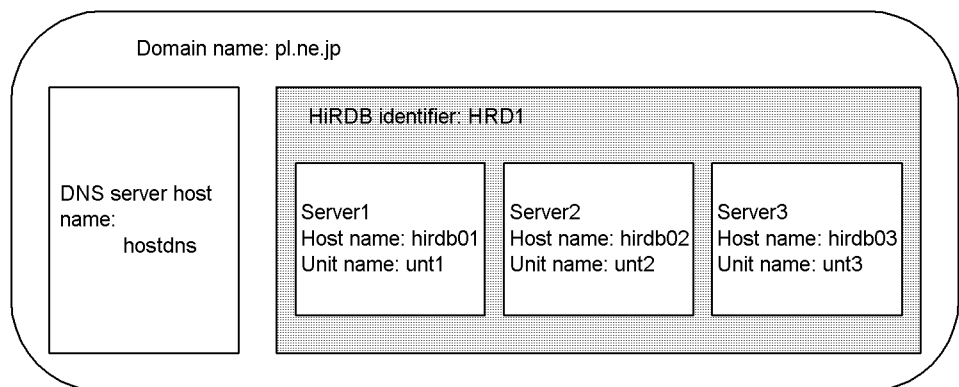 Domain name: pl.ne.jp
HiRDB identifier: HRD1
DNS server host
name:
hostdns
Server1
Host name: hirdb01
Unit name: unt1
Server2
Host name: hirdb02
Unit name: unt2
Server3
Host name: hirdb03
Unit name: unt3